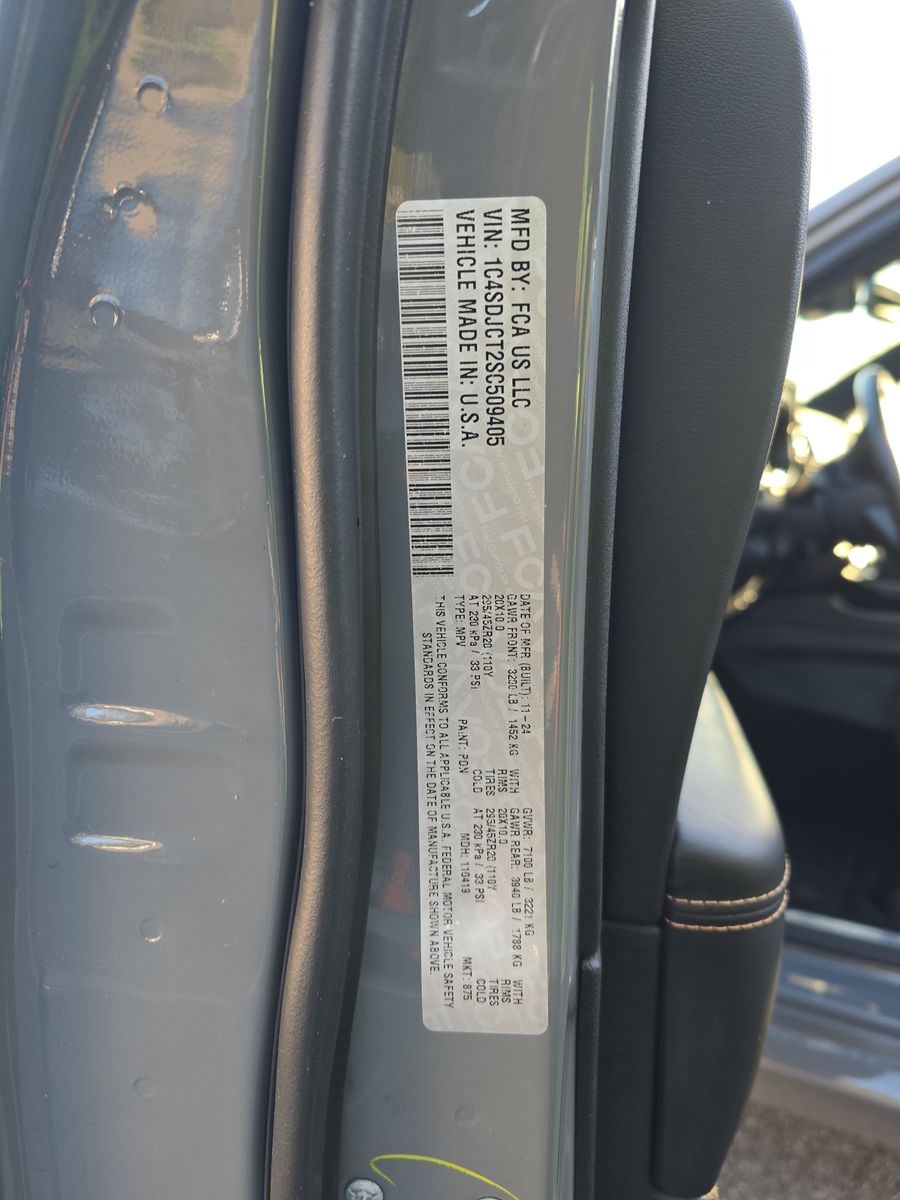 MFD BY: FCA US LLC
VIN: 1C4SDJCT2SC509405
VEHICLE MADE IN: U.S.A.
DATE OF MFR (BUILT): 11-24 GVWR: 7100 LB / 3221 KG
GAWR FRONT: 3200 LB / 1452 KG WITH GAWR REAR: 3940 LB / 1788 KG WITH
20X10.0 RIMS 20X10.0 RIMS
295/45ZR20 (110Y TIRES 295/45ZR20 (110Y TIRES
AT 230 kPa / 33 PSI COLD AT 230 kPa / 33 PSI COLD
TYPE: MPV PAINT: PDN MDH: 110419 MKT: 875
THIS VEHICLE CONFORMS TO ALL APPLICABLE U.S.A. FEDERAL MOTOR VEHICLE SAFETY
STANDARDS IN EFFECT ON THE DATE OF MANUFACTURE SHOWN ABOVE.